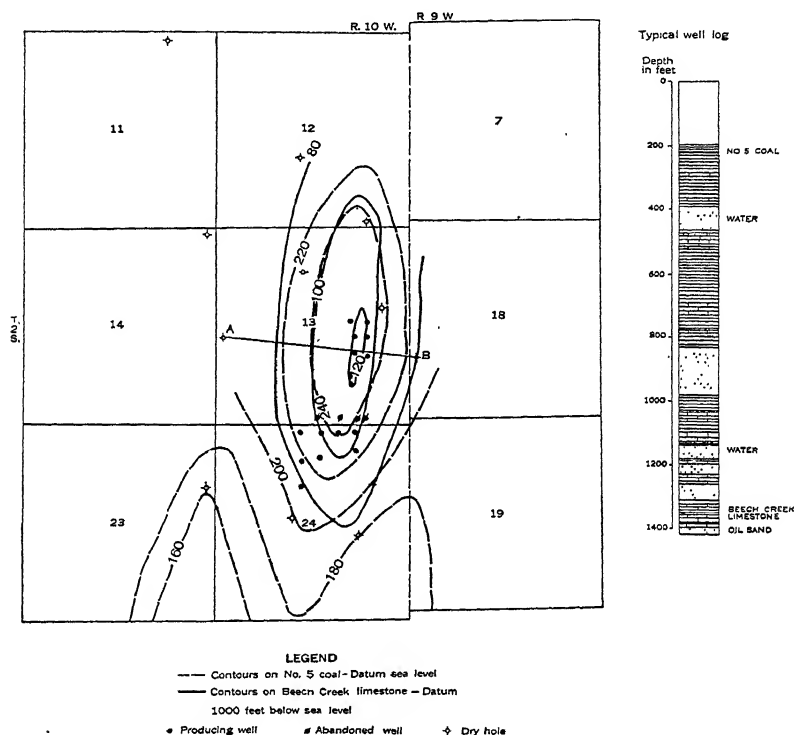 R. 10 W.
R 9 W
11
12
7
80
220
100
T. 2 S.
14
A
13
18
B
120
240
200
23
24
19
160
180
Typical well log
Depth
in feet
0
200
NO 5 COAL
400
WATER
600
800
1000
WATER
1200
BEECH CREEK
LIMESTONE
1400
OIL SAND
LEGEND
Contours on No. 5 coal - Datum sea level
Contours on Beech Creek limestone - Datum
1000 feet below sea level
Producing well
Abandoned well
Dry hole